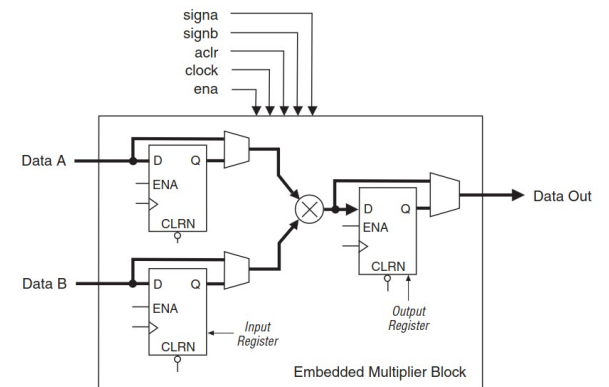 signa
signb
aclr
clock
ena
Data A
D Q
ENA
CLRN
Data B
D Q
ENA
CLRN
Input
Register
D Q
ENA
CLRN
Output
Register
Data Out
Embedded Multiplier Block